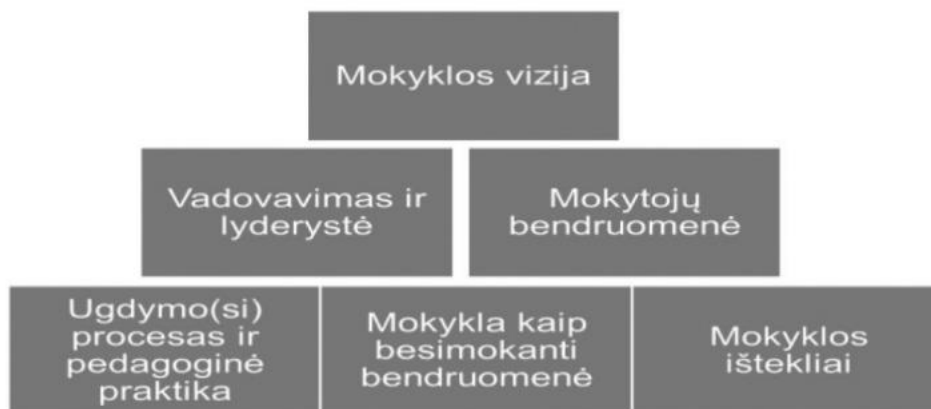 Mokyklos vizija
Vadovavimas ir
lyderystė
Mokytojų
bendruomenė
Ugdymo(si)
procesas ir
pedagoginė
praktika
Mokykla kaip
besimokanti
bendruomenė
Mokyklos
ištekliai